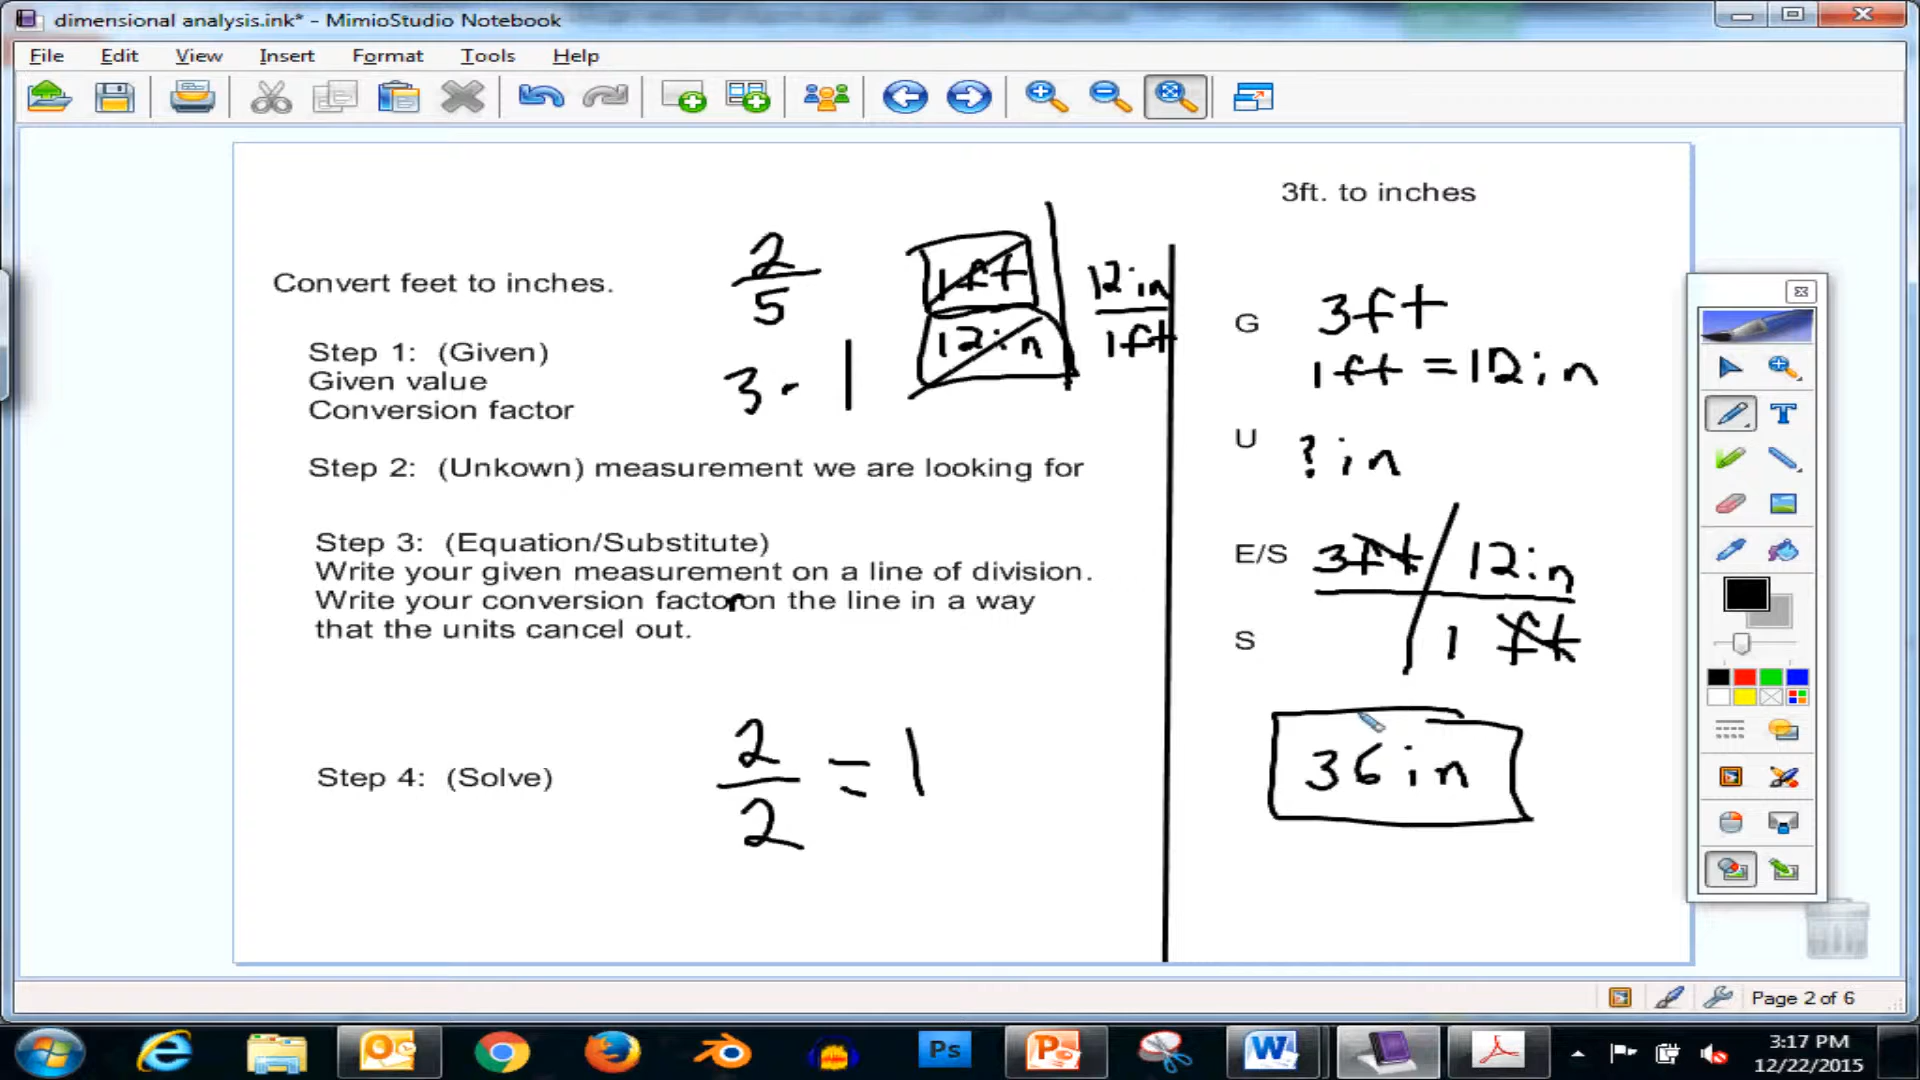 dimensional analysis.ink* - MimioStudio Notebook
File Edit View Insert Format Tools Help
3ft. to inches
Convert feet to inches.
2
5
1ft
12in
12in
1ft
Step 1: (Given)
Given value
Conversion factor
3 - 1
G 3ft
1ft = 12in
Step 2: (Unkown) measurement we are looking for
U ? in
Step 3: (Equation/Substitute)
Write your given measurement on a line of division.
Write your conversion factor on the line in a way
that the units cancel out.
E/S 3ft 12in
S 1 ft
Step 4: (Solve)
2
2
= 1
36 in
T
Page 2 of 6
Ps
3:17 PM
12/22/2015